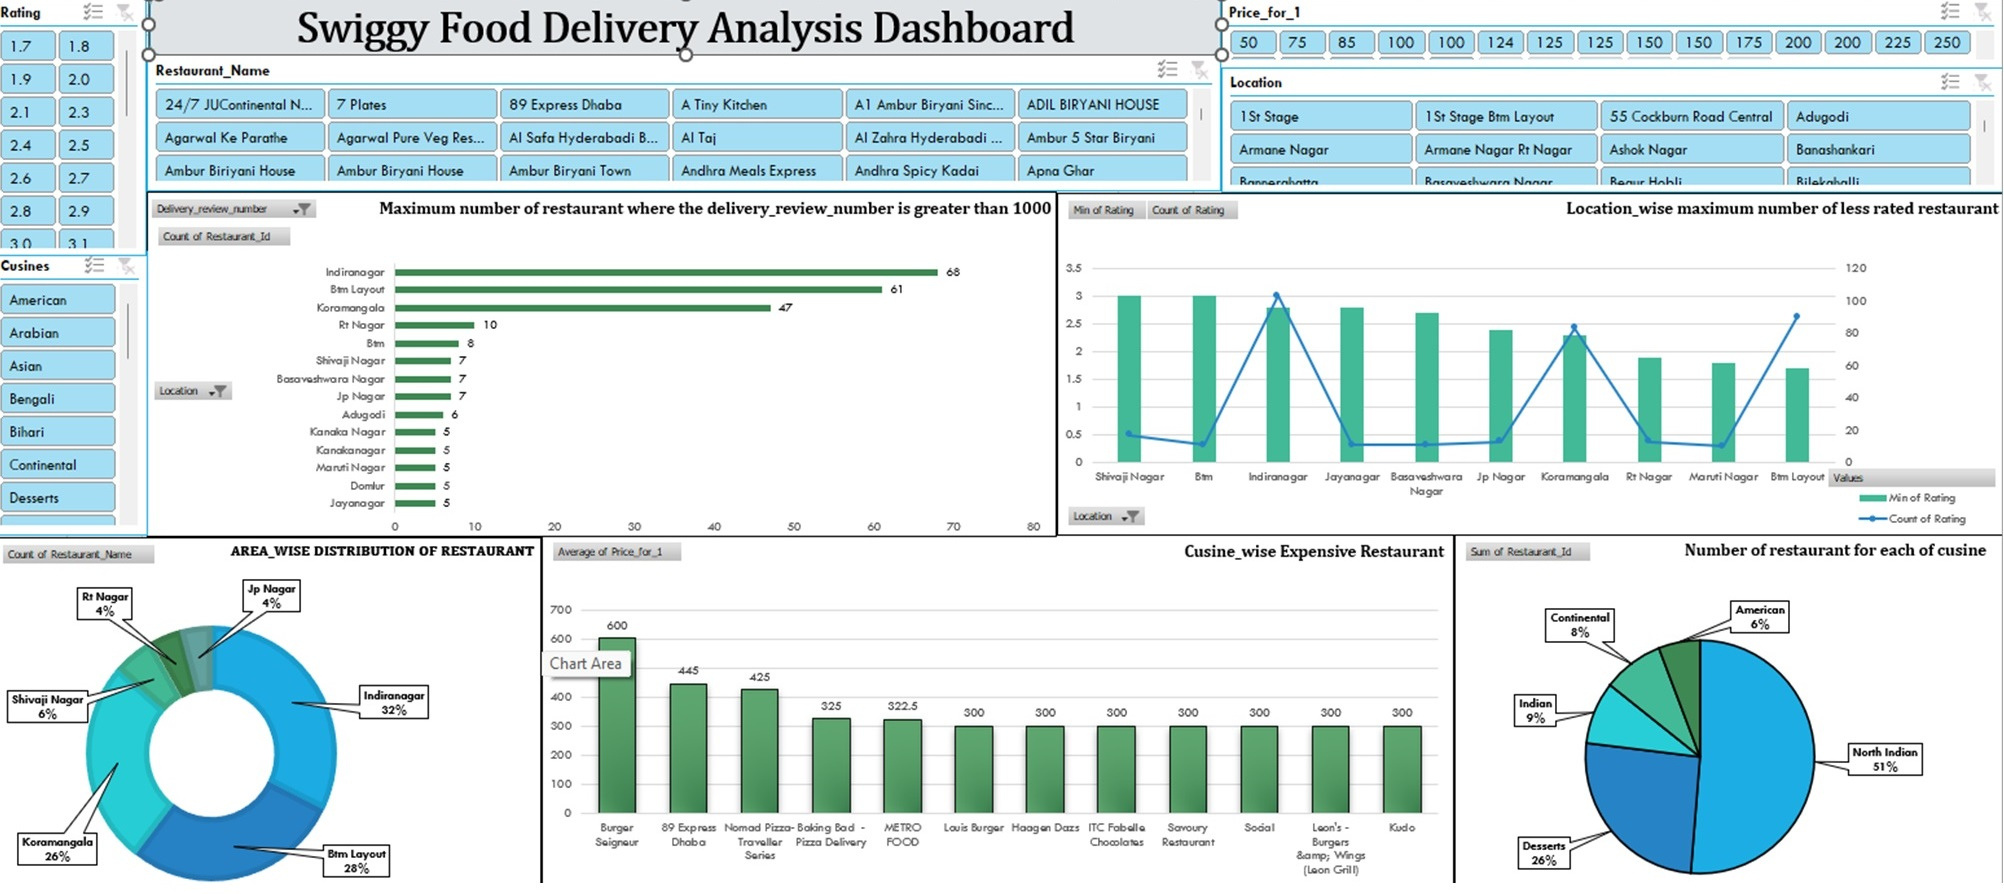 Rating
1.7 1.8
1.9 2.0
2.1 2.3
2.4 2.5
2.6 2.7
2.8 2.9
3.0 3.1
Cusines
American
Arabian
Asian
Bengali
Bihari
Continental
Desserts
Swiggy Food Delivery Analysis Dashboard
Restaurant_Name
24/7 JUContinental N... 7 Plates 89 Express Dhaba A Tiny Kitchen A1 Ambur Biryani Sinc... ADIL BIRYANI HOUSE
Agarwal Ke Parathe Agarwal Pure Veg Res... Al Safa Hyderabadi B... Al Taj Al Zahra Hyderabadi ... Ambur 5 Star Biryani
Ambur Biriyani House Ambur Biryani House Ambur Biryani Town Andhra Meals Express Andhra Spicy Kadai Apna Ghar
Price_for_1
50 75 85 100 100 124 125 125 150 150 175 200 200 225 250
Location
1St Stage 1St Stage Btm Layout 55 Cockburn Road Central Adugodi
Armane Nagar Armane Nagar Rt Nagar Ashok Nagar Banashankari
Bannerghatta Basaveshwara Nagar Begur Hobli Bilekahalli
Delivery_review_number
Maximum number of restaurant where the delivery_review_number is greater than 1000
Count of Restaurant_Id
Location
Indiranagar 68
Btm Layout 61
Koramangala 47
Rt Nagar 10
Btm 8
Shivaji Nagar 7
Basaveshwara Nagar 7
Jp Nagar 7
Adugodi 6
Kanaka Nagar 5
Kanakanagar 5
Maruti Nagar 5
Domlur 5
Jayanagar 5
0 10 20 30 40 50 60 70 80
Min of Rating Count of Rating
Location_wise maximum number of less rated restaurant
3.5 120
3 100
2.5 80
2
1.5 60
1 40
0.5 20
0 0
Shivaji Nagar Btm Indiranagar Jayanagar Basaveshwara Jp Nagar Koramangala Rt Nagar Maruti Nagar Btm Layout
Nagar
Values
Min of Rating
Count of Rating
Location
Count of Restaurant_Name
AREA_WISE DISTRIBUTION OF RESTAURANT
Rt Nagar
4%
Jp Nagar
4%
Shivaji Nagar
6%
Indiranagar
32%
Koramangala
26%
Btm Layout
28%
Average of Price_for_1
Cusine_wise Expensive Restaurant
700
600
400
300
200
100
0
Chart Area
600 445 425 325 322.5 300 300 300 300 300 300 300
Burger 89 Express Nomad Pizza- Baking Bad - METRO Louis Burger Haagen Dazs ITC Fabelle Savoury Social Leon's - Kudo
Seigneur Dhaba Traveller Pizza Delivery FOOD Chocolates Restaurant Burgers
Series &amp; Wings
(Leon Grill)
Sum of Restaurant_Id
Number of restaurant for each of cusine
American
6%
Continental
8%
Indian
9%
North Indian
51%
Desserts
26%